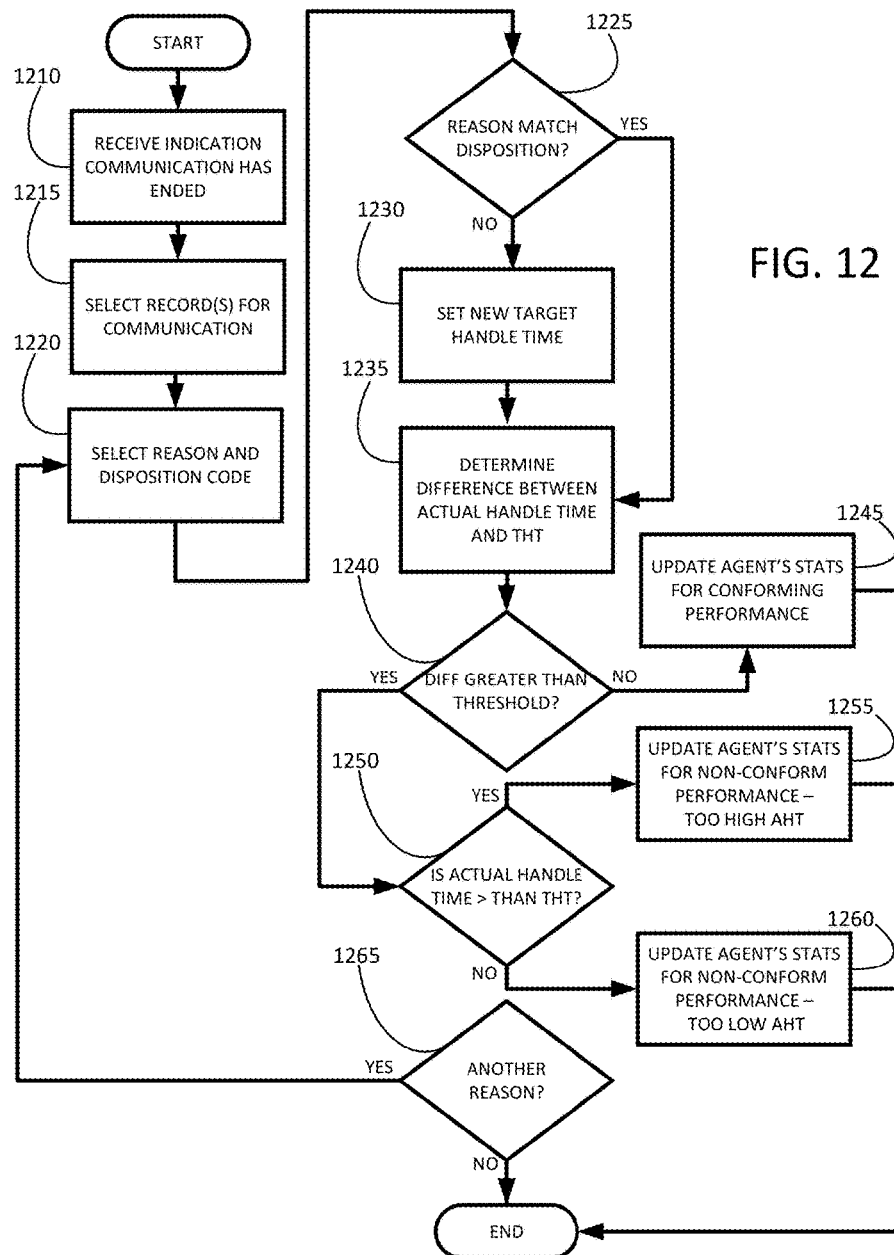 START
1210
RECEIVE INDICATION
COMMUNICATION HAS
ENDED
1215
SELECT RECORD(S) FOR
COMMUNICATION
1220
SELECT REASON AND
DISPOSITION CODE
1225
REASON MATCH
DISPOSITION?
YES
NO
1230
SET NEW TARGET
HANDLE TIME
FIG. 12
1235
DETERMINE
DIFFERENCE BETWEEN
ACTUAL HANDLE TIME
AND THT
1240
DIFF GREATER THAN
THRESHOLD?
YES
NO
1245
UPDATE AGENT'S STATS
FOR CONFORMING
PERFORMANCE
1250
IS ACTUAL HANDLE
TIME > THAN THT?
YES
NO
1255
UPDATE AGENT'S STATS
FOR NON-CONFORM
PERFORMANCE –
TOO HIGH AHT
1260
UPDATE AGENT'S STATS
FOR NON-CONFORM
PERFORMANCE –
TOO LOW AHT
1265
ANOTHER
REASON?
YES
NO
END